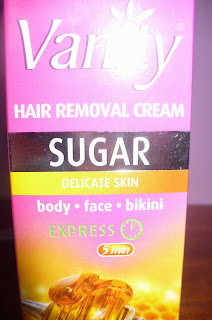 Vanity
HAIR REMOVAL CREAM
SUGAR
DELICATE SKIN
body • face • bikini
EXPRESS
5 min